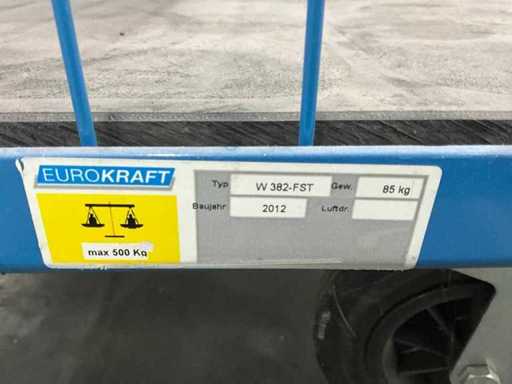 EUROKRAFT
max 500 Kg
Typ W 382-FST Gew. 85 kg
Baujahr 2012 Luftdr.